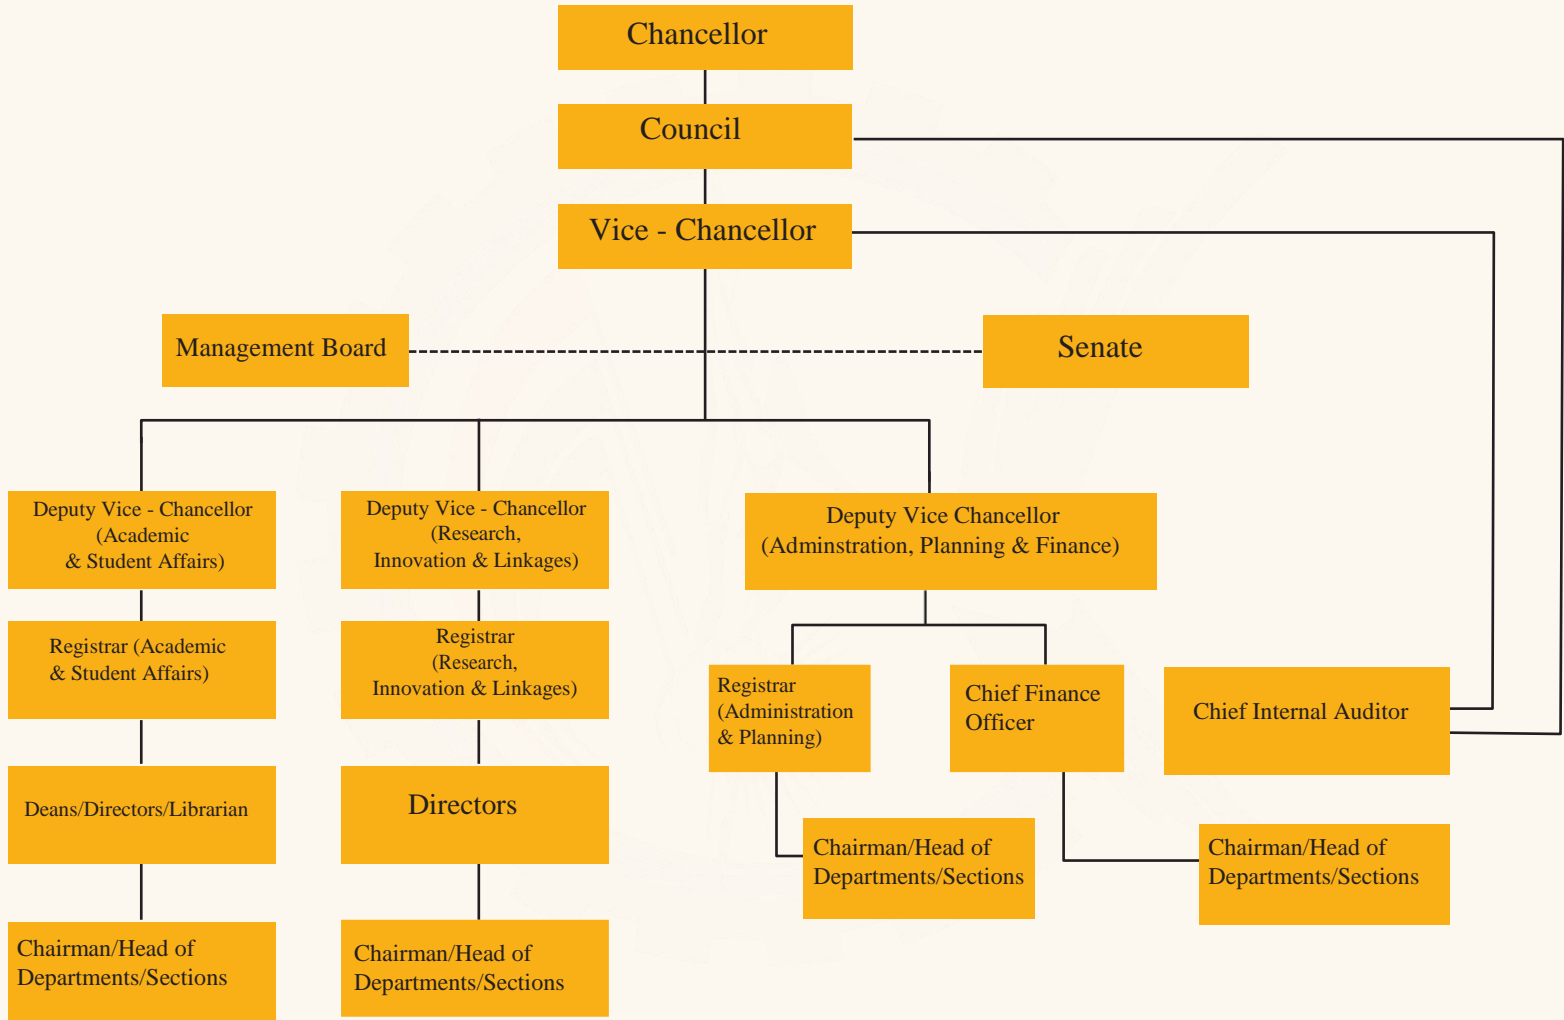 Chancellor
Council
Vice - Chancellor
Management Board
Senate
Deputy Vice - Chancellor
(Academic
& Student Affairs)
Deputy Vice - Chancellor
(Research,
Innovation & Linkages)
Deputy Vice Chancellor
(Adminstration, Planning & Finance)
Registrar (Academic
& Student Affairs)
Registrar
(Research,
Innovation & Linkages)
Registrar
(Administration
& Planning)
Chief Finance
Officer
Chief Internal Auditor
Deans/Directors/Librarian
Directors
Chairman/Head of
Departments/Sections
Chairman/Head of
Departments/Sections
Chairman/Head of
Departments/Sections
Chairman/Head of
Departments/Sections